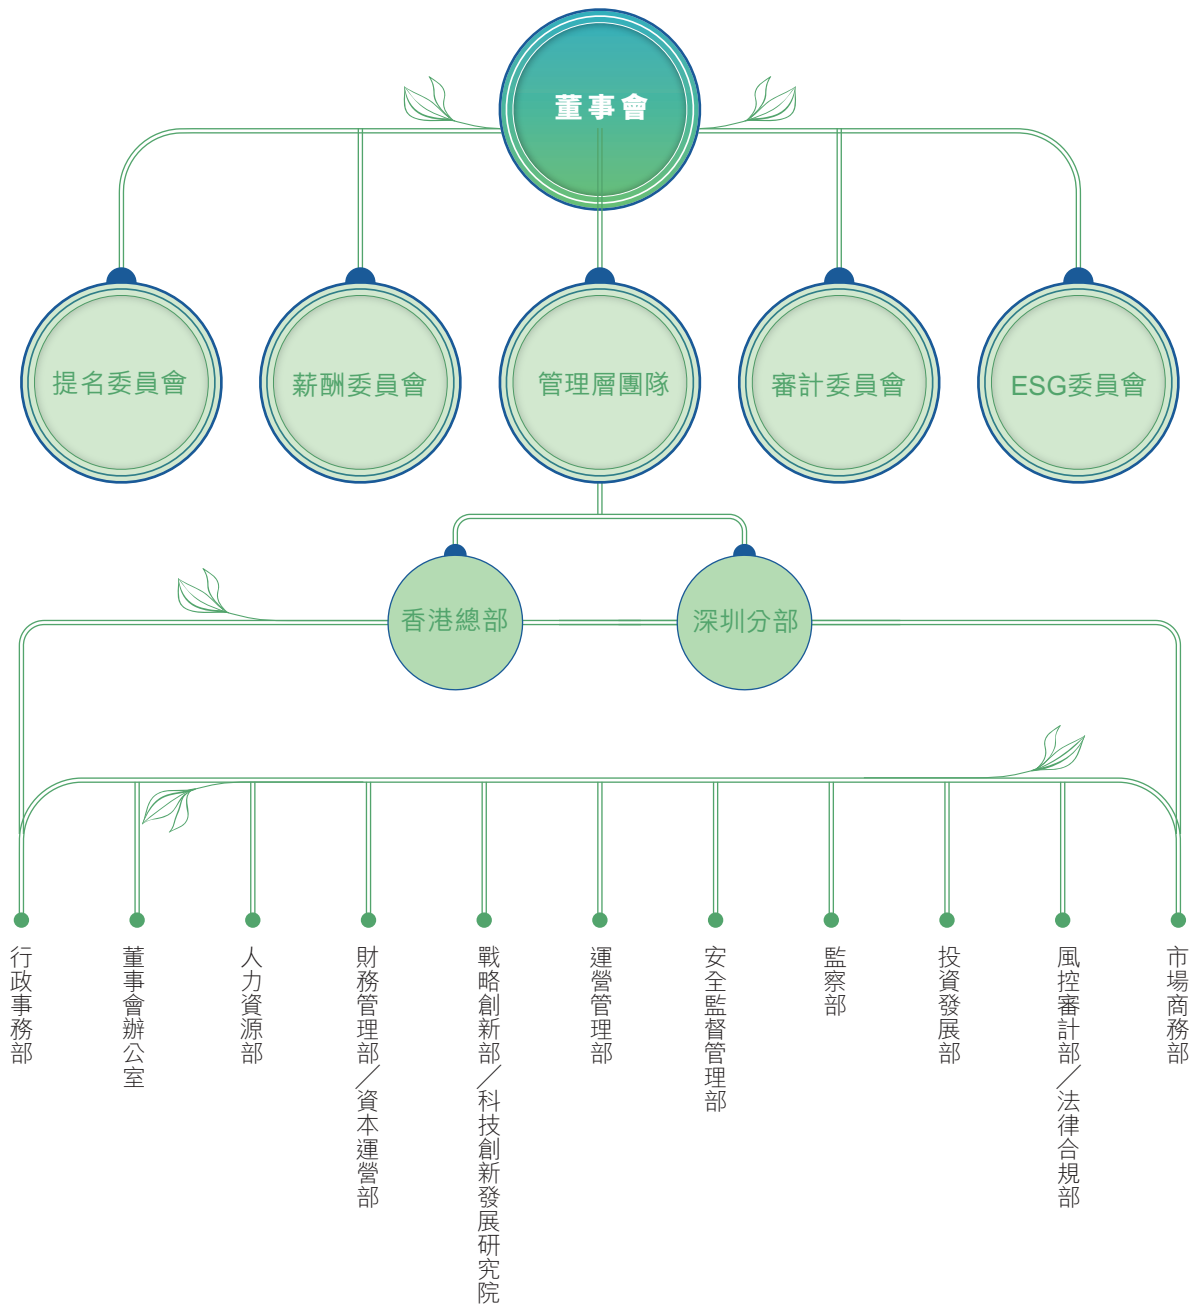 董事會
提名委員會
薪酬委員會
管理層團隊
審計委員會
ESG委員會
香港總部
深圳分部
行政事務部
董事會辦公室
人力資源部
財務管理部／資本運營部
戰略創新部／科技創新發展研究院
運營管理部
安全監督管理部
監察部
投資發展部
風控審計部／法律合規部
市場商務部